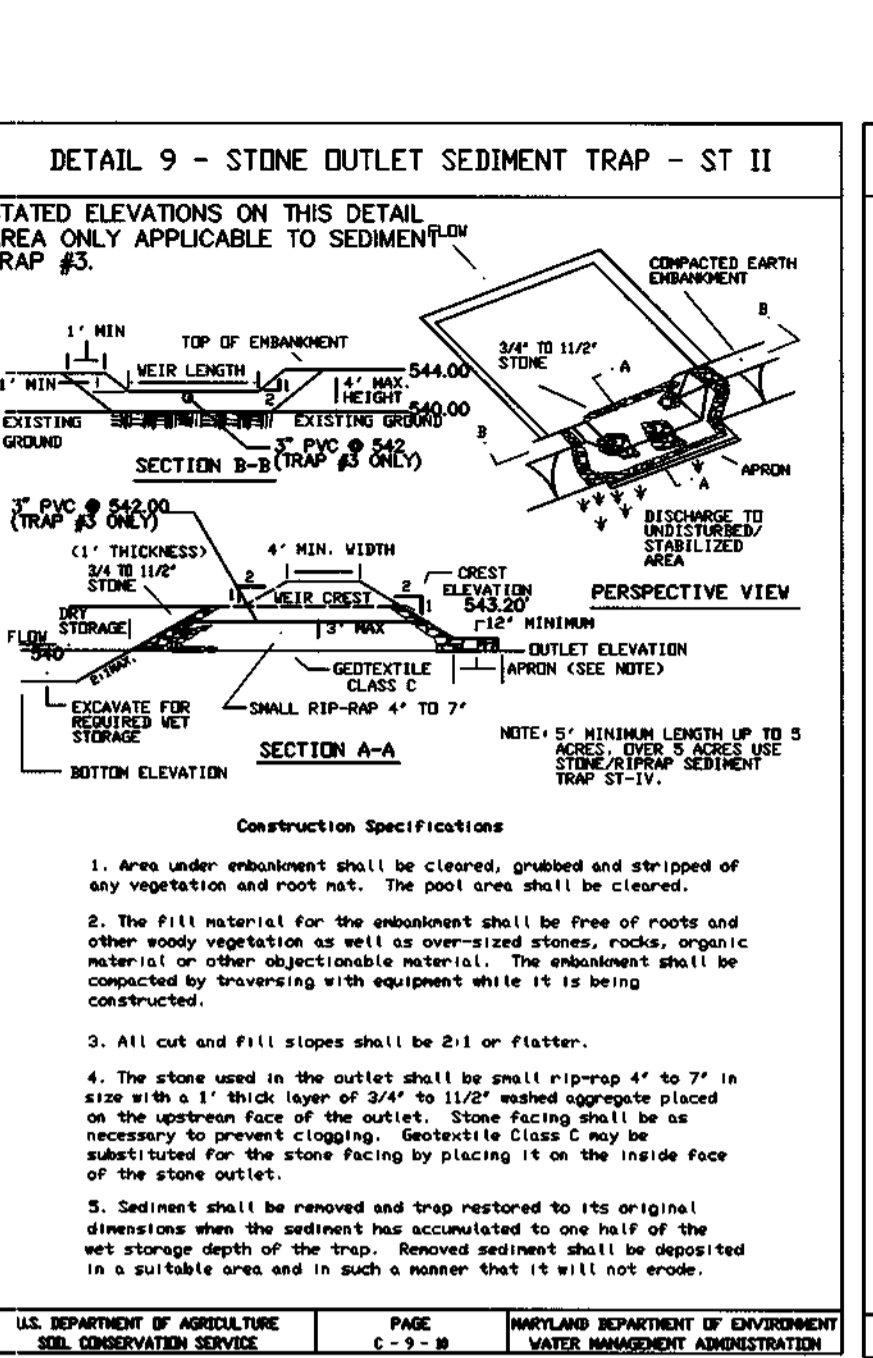 DETAIL 9 - STONE OUTLET SEDIMENT TRAP - ST II
TATED ELEVATIONS ON THIS DETAIL
REA ONLY APPLICABLE TO SEDIMENT
RAP #3.
FLOW
COMPACTED EARTH
EMBANKMENT
B
3/4" TO 11/2"
STONE
A
B
A
APRON
DISCHARGE TO
UNDISTURBED/
STABILIZED
AREA
PERSPECTIVE VIEW
1' MIN
TOP OF EMBANKMENT
WEIR LENGTH
544.00
1' MIN
1
2
4' MAX.
HEIGHT
540.00
EXISTING
GROUND
EXISTING GROUND
3" PVC @ 542
(TRAP #3 ONLY)
SECTION B-B
3" PVC @ 542.00
(TRAP #3 ONLY)
(1' THICKNESS)
3/4 TO 11/2"
STONE
4' MIN. WIDTH
2
1
WEIR CREST
2
1
CREST
ELEVATION
543.20'
12" MINIMUM
DRY
STORAGE
3' MAX
FLOW
540
OUTLET ELEVATION
2:1 MAX.
GEOTEXTILE
CLASS C
APRON (SEE NOTE)
EXCAVATE FOR
REQUIRED WET
STORAGE
SMALL RIP-RAP 4" TO 7"
SECTION A-A
BOTTOM ELEVATION
NOTE: 5' MINIMUM LENGTH UP TO 5
ACRES, OVER 5 ACRES USE
STONE/RIPRAP SEDIMENT
TRAP ST-IV.
Construction Specifications
1. Area under embankment shall be cleared, grubbed and stripped of
any vegetation and root mat. The pool area shall be cleared.
2. The fill material for the embankment shall be free of roots and
other woody vegetation as well as over-sized stones, rocks, organic
material or other objectionable material. The embankment shall be
compacted by traversing with equipment while it is being
constructed.
3. All cut and fill slopes shall be 2:1 or flatter.
4. The stone used in the outlet shall be small rip-rap 4" to 7" in
size with a 1' thick layer of 3/4" to 11/2" washed aggregate placed
on the upstream face of the outlet. Stone facing shall be as
necessary to prevent clogging. Geotextile Class C may be
substituted for the stone facing by placing it on the inside face
of the stone outlet.
5. Sediment shall be removed and trap restored to its original
dimensions when the sediment has accumulated to one half of the
wet storage depth of the trap. Removed sediment shall be deposited
in a suitable area and in such a manner that it will not erode.
U.S. DEPARTMENT OF AGRICULTURE
SOIL CONSERVATION SERVICE
PAGE
C - 9 - 10
MARYLAND DEPARTMENT OF ENVIRONMENT
WATER MANAGEMENT ADMINISTRATION